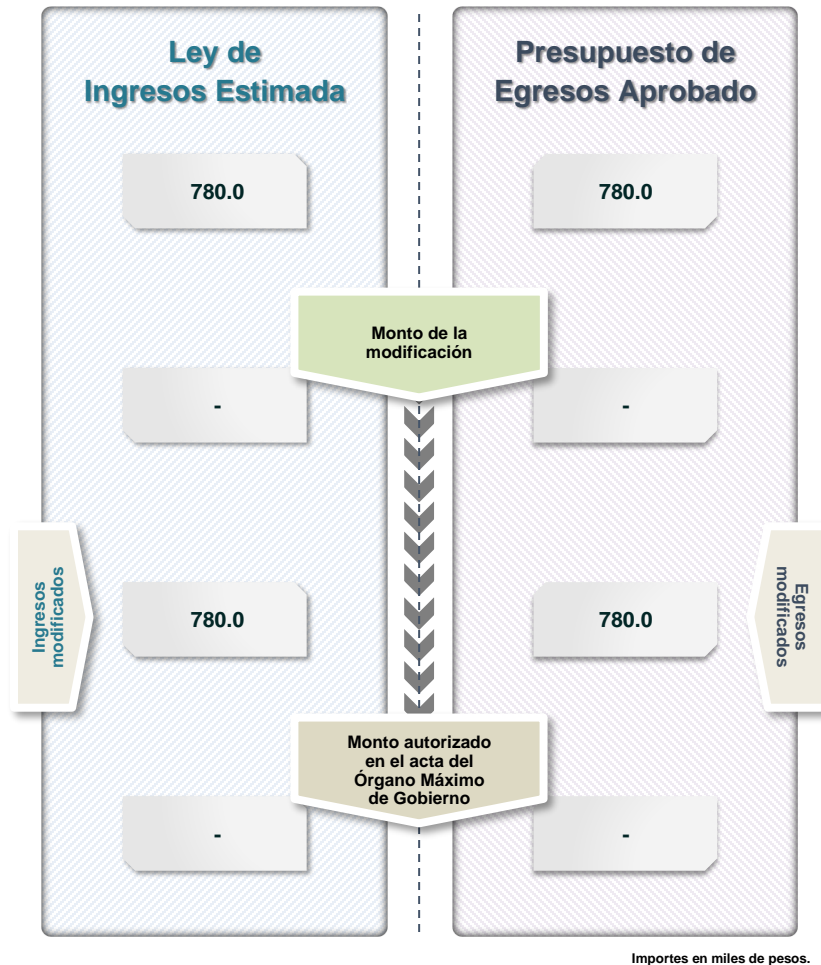 Ley de
Ingresos Estimada
Presupuesto de
Egresos Aprobado
780.0
780.0
Monto de la
modificación
-
-
Ingresos
modificados
780.0
780.0
Egresos
modificados
Monto autorizado
en el acta del
Órgano Máximo
de Gobierno
-
-
Importes en miles de pesos.